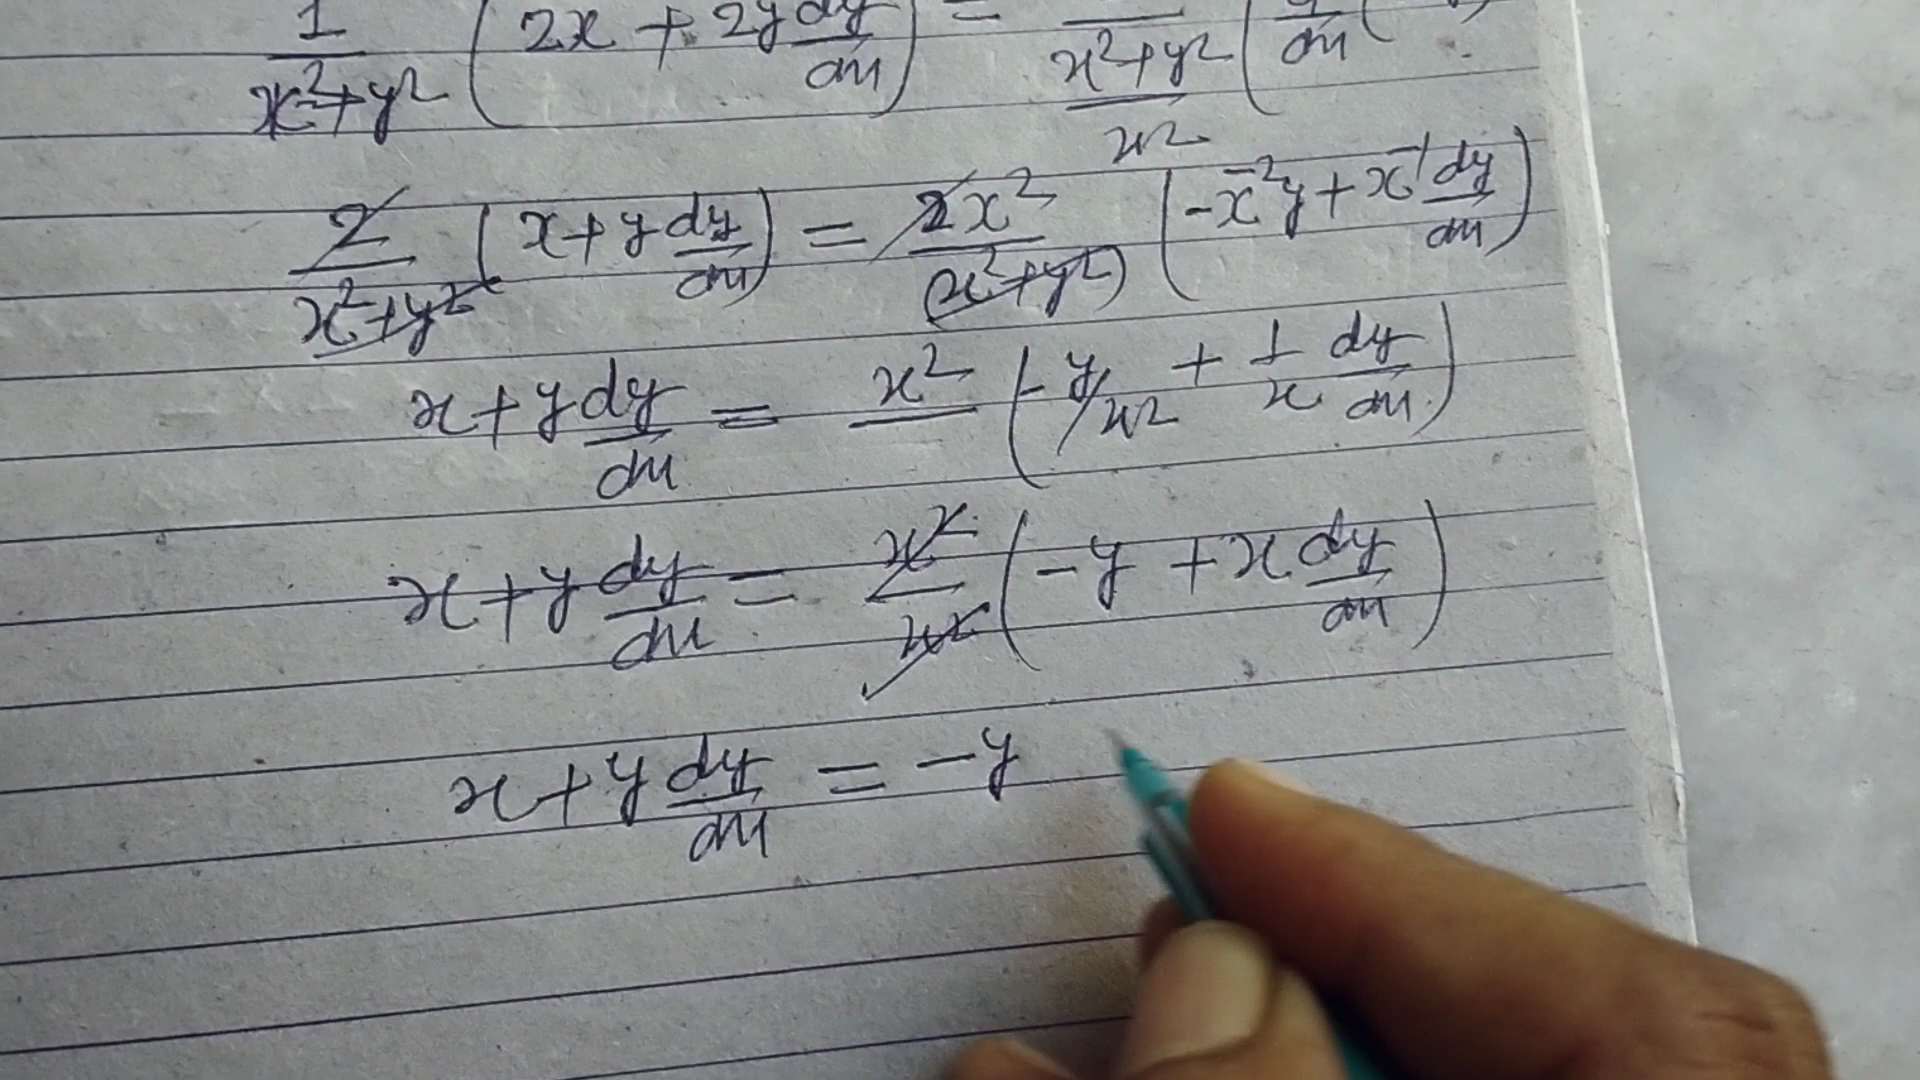 1/(x²+y²) (2x + 2y dy/dx) = 1/((x²+y²)/x²) (
2/(x²+y²) (x+y dy/dx) = 2x²/(x²+y²) (-x⁻²y + x⁻¹ dy/dx)
x+y dy/dx = x² (-y/x² + 1/x dy/dx)
x+y dy/dx = x²/x² (-y + x dy/dx)
x+y dy/dx = -y